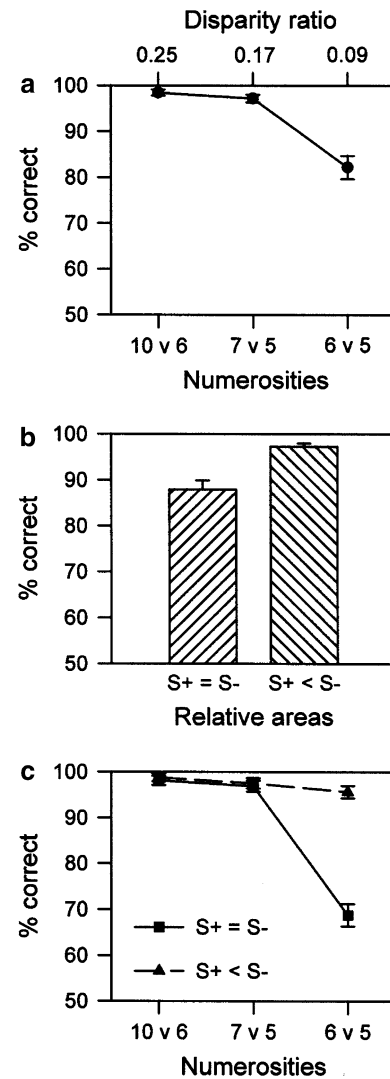 Disparity ratio
0.25 0.17 0.09
a
100
90
80
70
60
50
% correct
10 v 6 7 v 5 6 v 5
Numerosities
b
100
90
80
70
60
50
% correct
S+ = S- S+ < S-
Relative areas
c
100
90
80
70
60
50
% correct
S+ = S-
S+ < S-
10 v 6 7 v 5 6 v 5
Numerosities